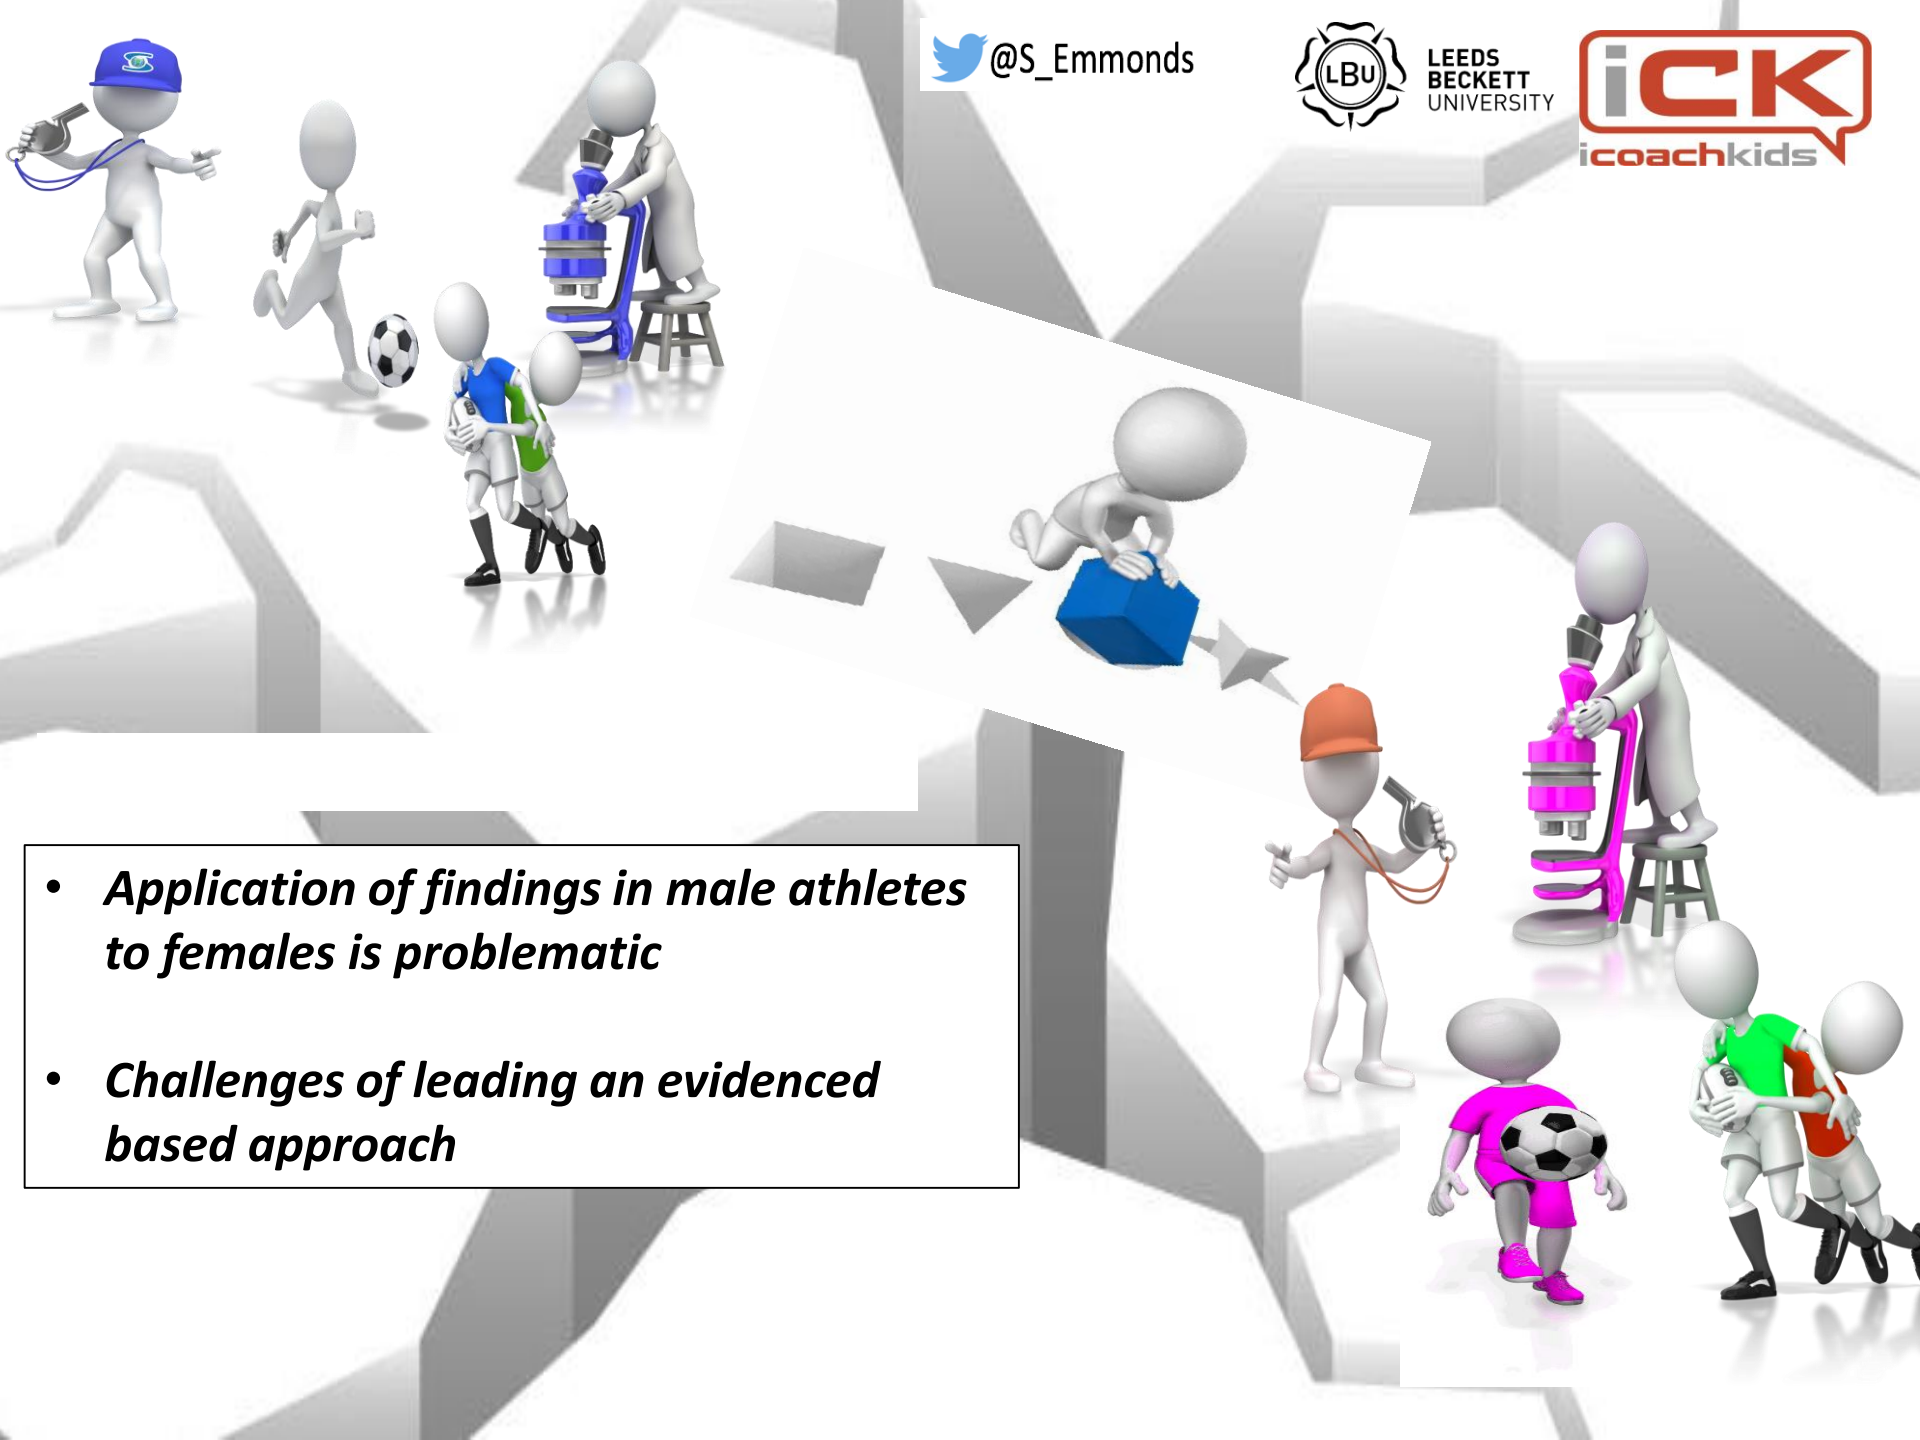 @S_Emmonds
LBU
LEEDS
BECKETT
UNIVERSITY
iCK
icoachkids
• Application of findings in male athletes
to females is problematic
• Challenges of leading an evidenced
based approach